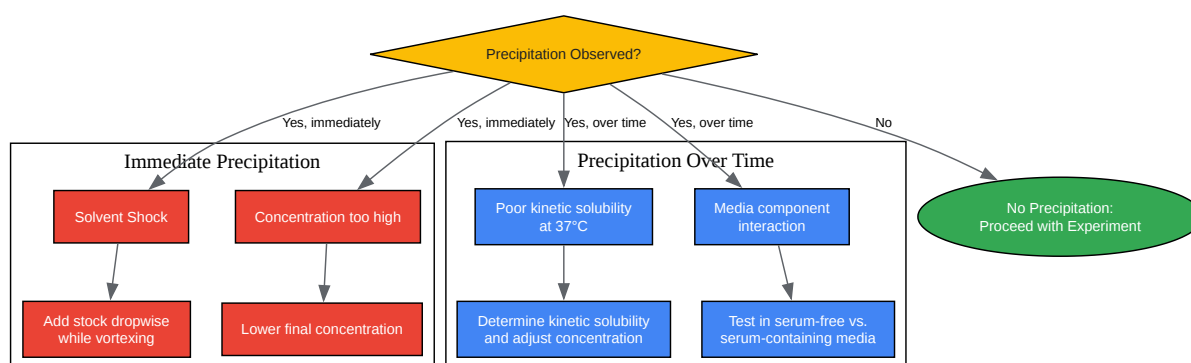 Precipitation Observed?
Yes, immediately
Yes, immediately
Yes, over time
Yes, over time
No
Immediate Precipitation
Precipitation Over Time
Solvent Shock
Concentration too high
Poor kinetic solubility
at 37°C
Media component
interaction
No Precipitation:
Proceed with Experiment
Add stock dropwise
while vortexing
Lower final concentration
Determine kinetic solubility
and adjust concentration
Test in serum-free vs.
serum-containing media